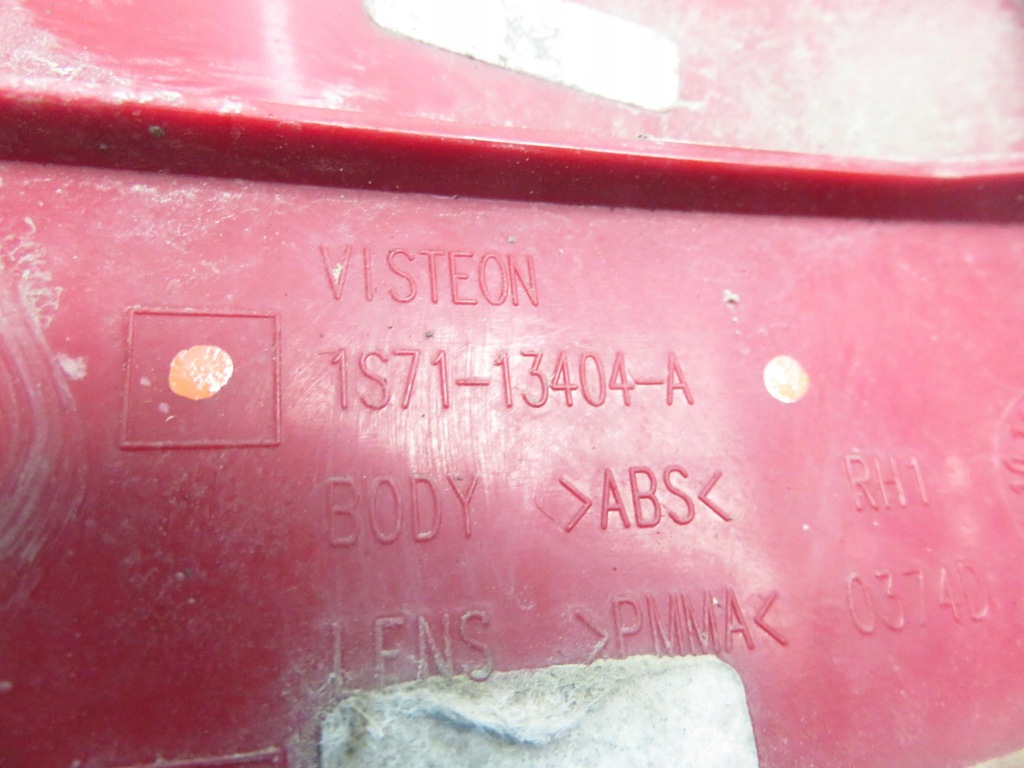 VISTEON
1S71-13404-A
BODY >ABS< RH1
LENS >PMMA< 0374D